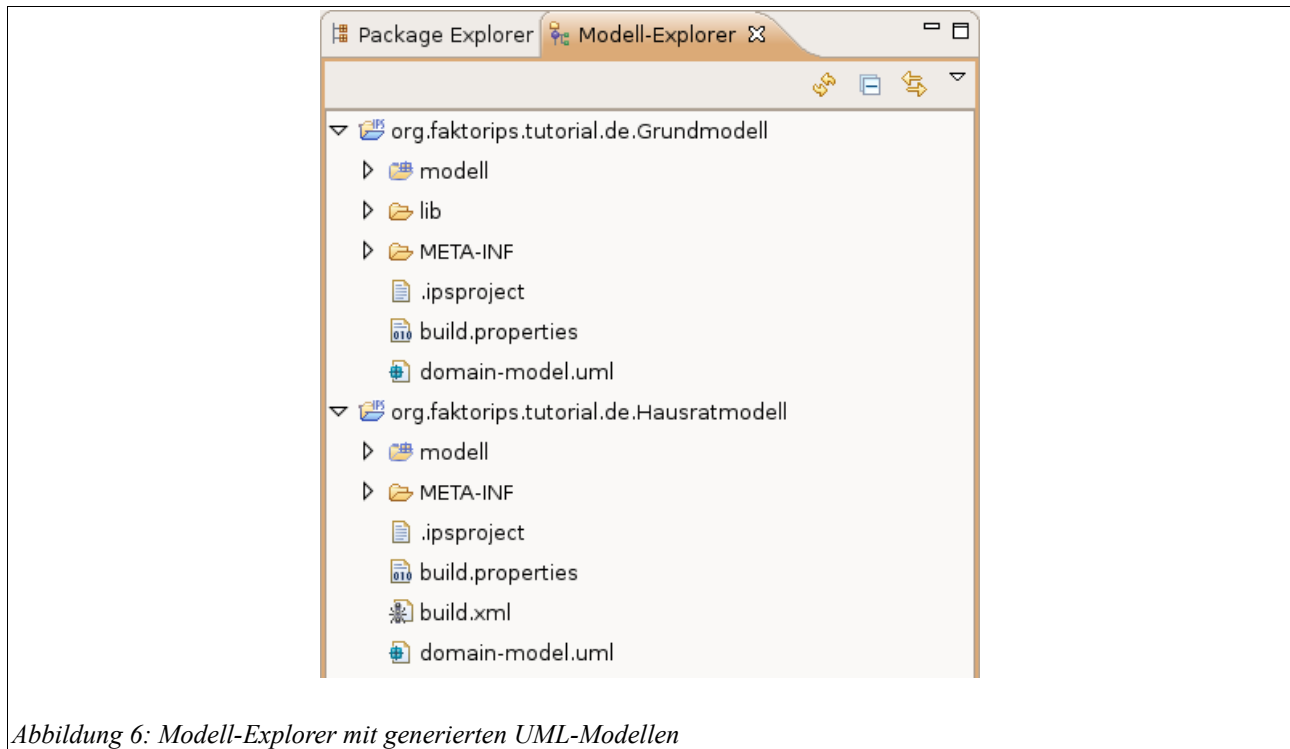 Package Explorer Modell-Explorer
org.faktorips.tutorial.de.Grundmodell
modell
lib
META-INF
.ipsproject
build.properties
domain-model.uml
org.faktorips.tutorial.de.Hausratmodell
modell
META-INF
.ipsproject
build.properties
build.xml
domain-model.uml
Abbildung 6: Modell-Explorer mit generierten UML-Modellen